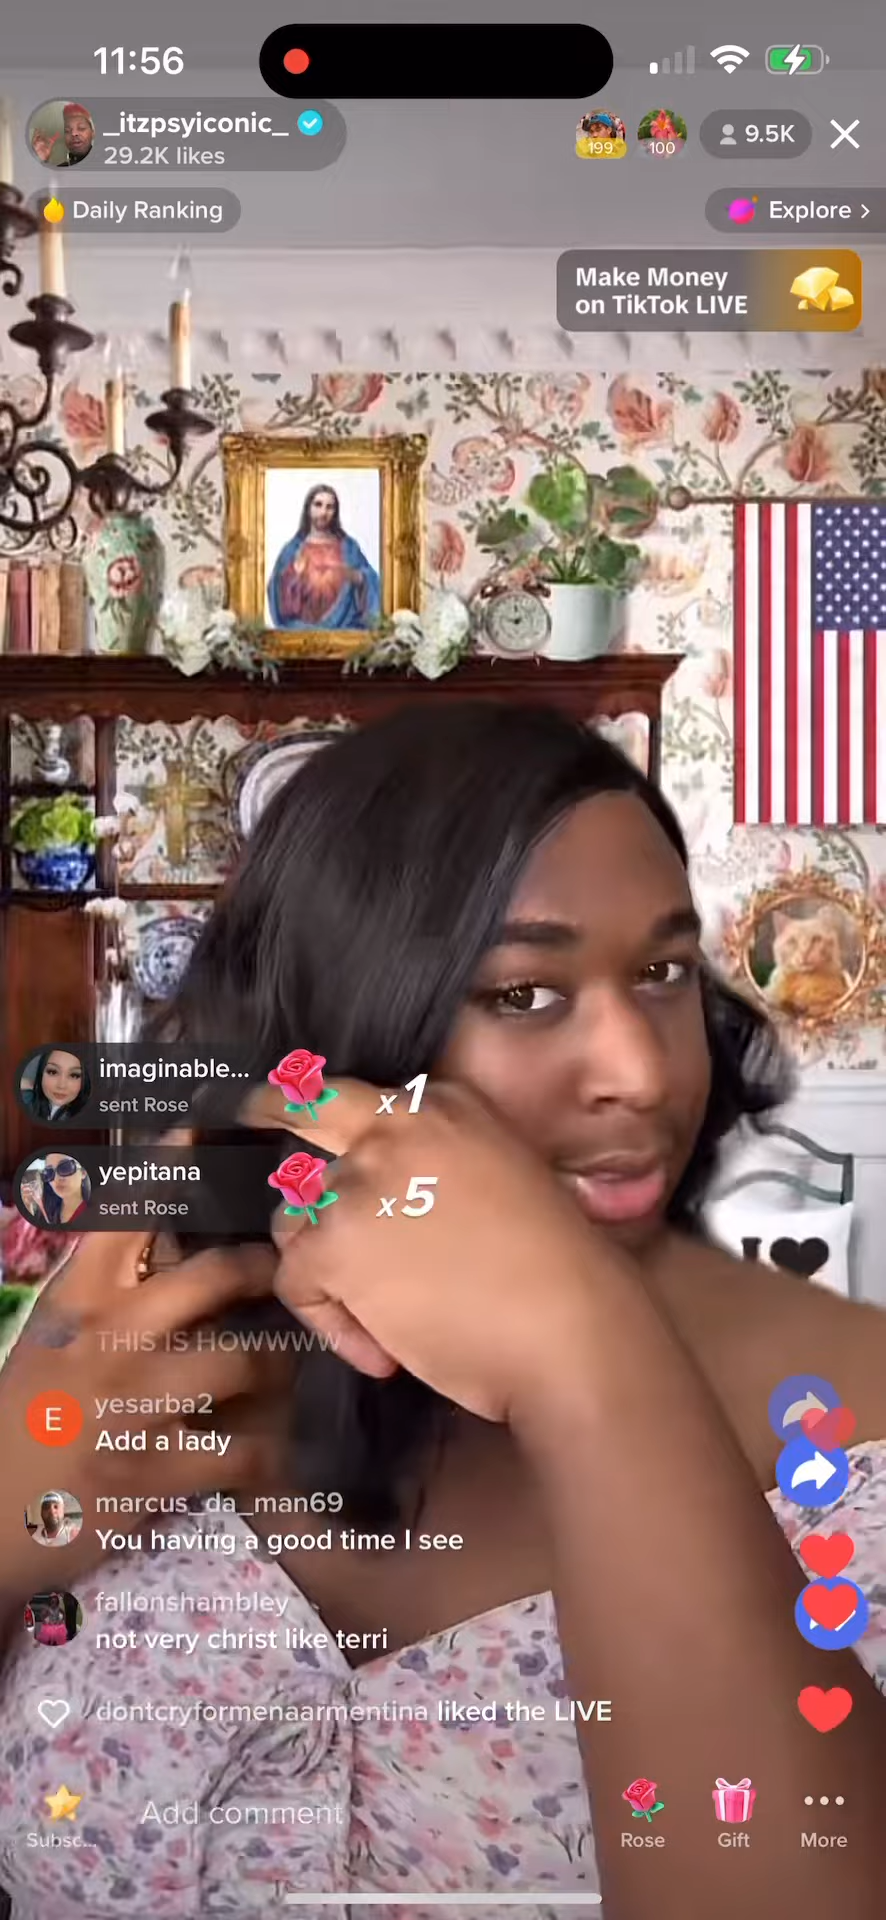 11:56
_itzpsyiconic_
29.2K likes
199
100
9.5K
Daily Ranking
Explore >
Make Money
on TikTok LIVE
imaginable...
sent Rose
x1
yepitana
sent Rose
x5
I
THIS IS HOWWWW
E
yesarba2
Add a lady
marcus_da_man69
You having a good time I see
fallonshambley
not very christ like terri
dontcryformenaarmentina liked the LIVE
Subsc...
Add comment
Rose
Gift
More